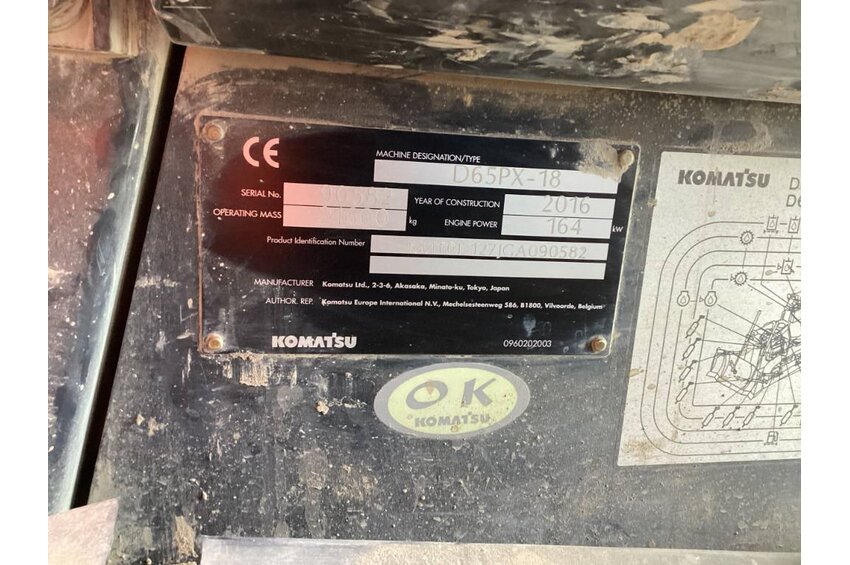 CE
MACHINE DESIGNATION/TYPE
D65PX-18
SERIAL No.
YEAR OF CONSTRUCTION 2016
OPERATING MASS kg ENGINE POWER 164 kW
Product Identification Number
MANUFACTURER Komatsu Ltd., 2-3-6, Akasaka, Minato-ku, Tokyo, Japan
AUTHOR. REP. Komatsu Europe International N.V., Mechelsesteenweg 586, B1800, Vilvoorde, Belgium
KOMATSU 0960202003
OK
KOMATSU
KOMATSU